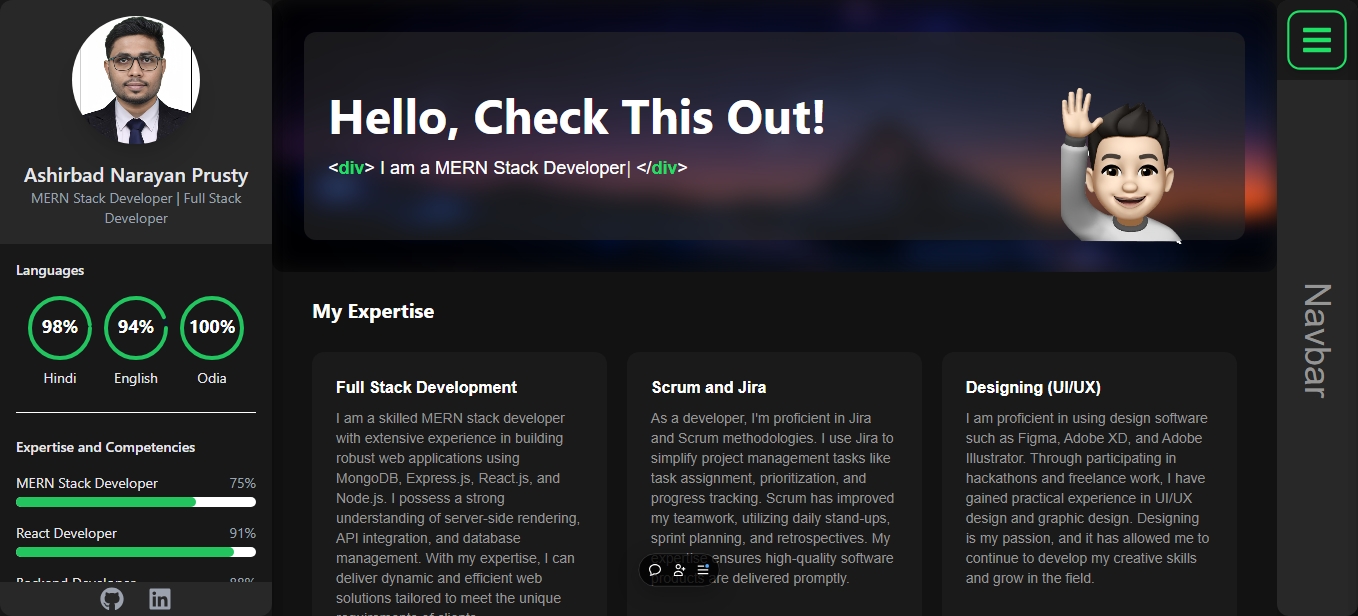 Ashirbad Narayan Prusty
MERN Stack Developer | Full Stack
Developer
Languages
98%
94%
100%
Hindi
English
Odia
Expertise and Competencies
MERN Stack Developer 75%
React Developer 91%
Backend Developer 88%
Hello, Check This Out!
<div> I am a MERN Stack Developer| </div>
My Expertise
Full Stack Development
I am a skilled MERN stack developer
with extensive experience in building
robust web applications using
MongoDB, Express.js, React.js, and
Node.js. I possess a strong
understanding of server-side rendering,
API integration, and database
management. With my expertise, I can
deliver dynamic and efficient web
solutions tailored to meet the unique
requirements of clients.
Scrum and Jira
As a developer, I'm proficient in Jira
and Scrum methodologies. I use Jira to
simplify project management tasks like
task assignment, prioritization, and
progress tracking. Scrum has improved
my teamwork, utilizing daily stand-ups,
sprint planning, and retrospectives. My
expertise ensures high-quality software
products are delivered promptly.
Designing (UI/UX)
I am proficient in using design software
such as Figma, Adobe XD, and Adobe
Illustrator. Through participating in
hackathons and freelance work, I have
gained practical experience in UI/UX
design and graphic design. Designing
is my passion, and it has allowed me to
continue to develop my creative skills
and grow in the field.
Navbar